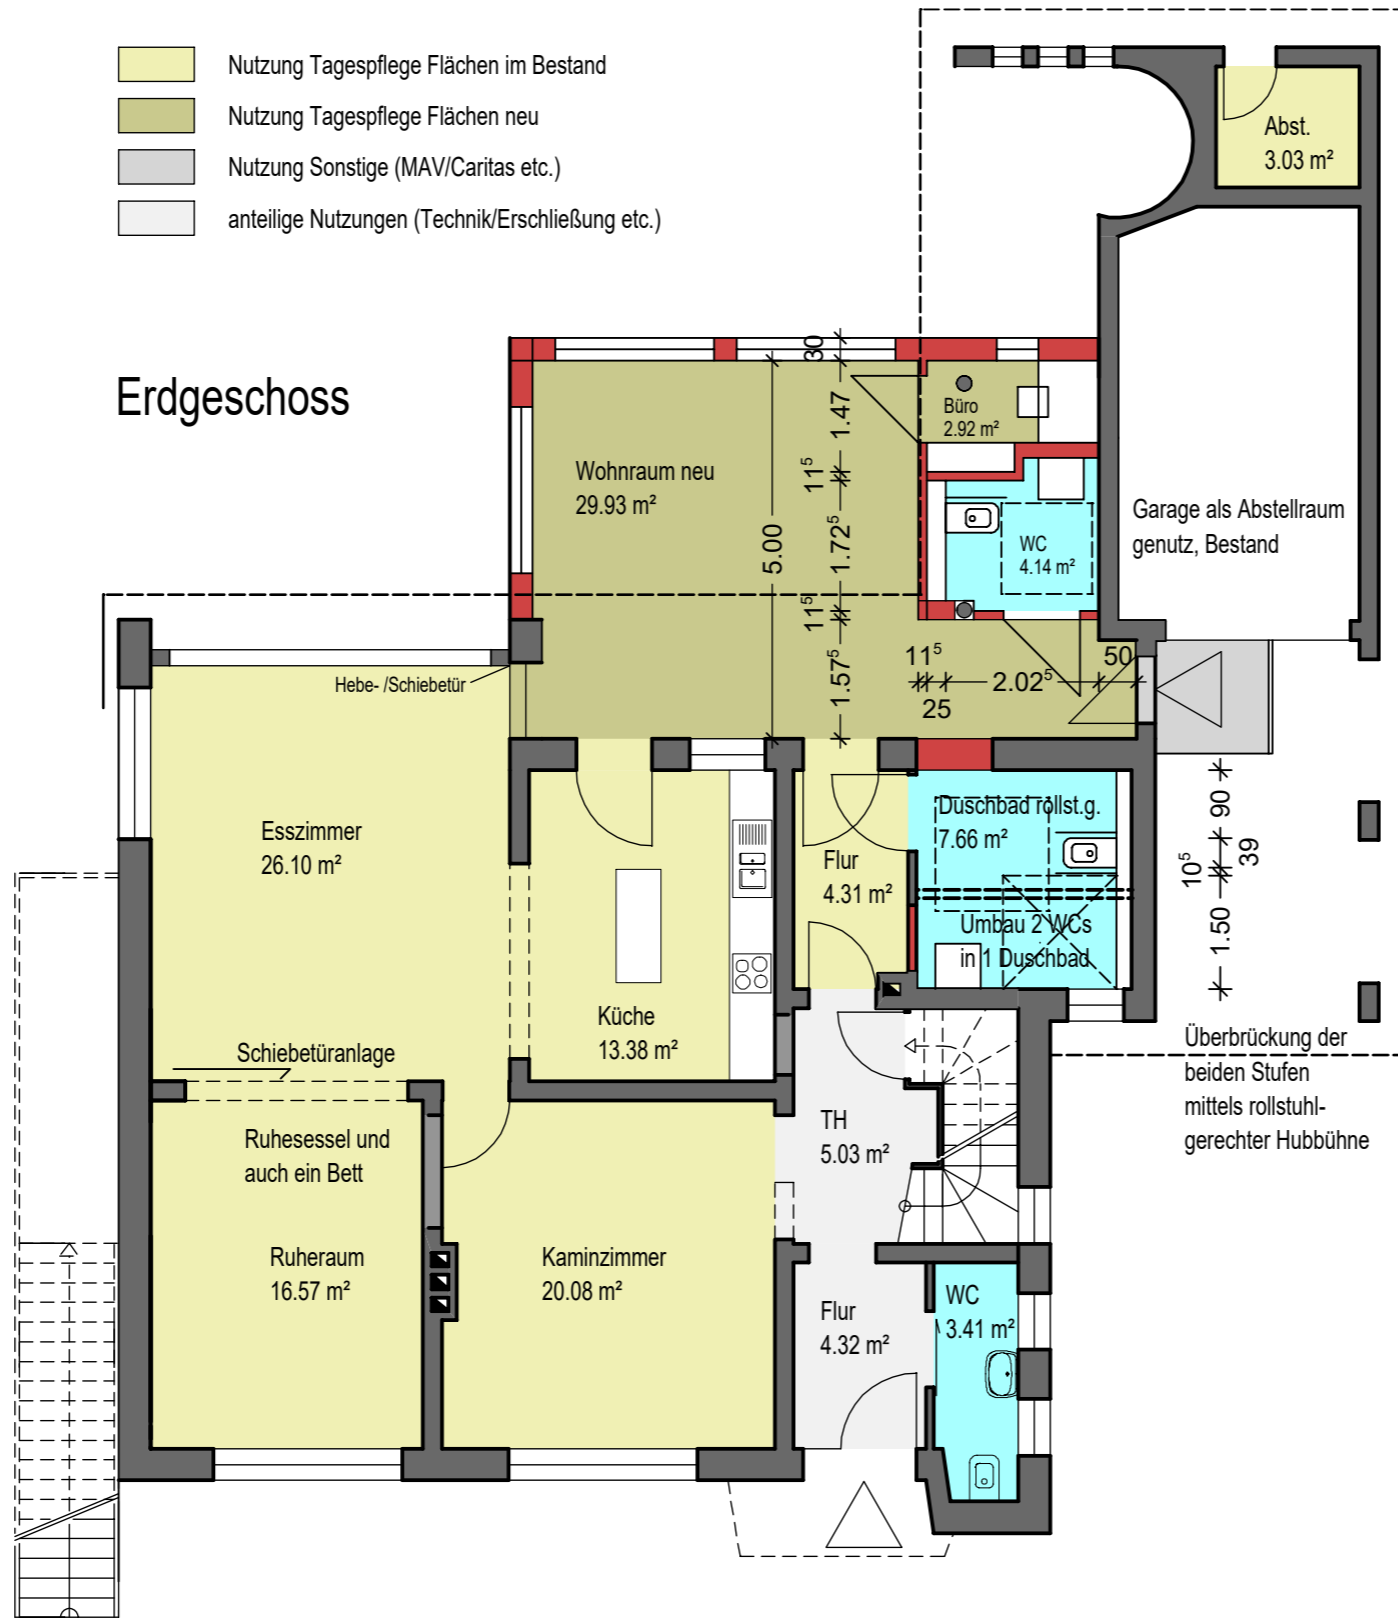 Nutzung Tagespflege Flächen im Bestand
Nutzung Tagespflege Flächen neu
Nutzung Sonstige (MAV/Caritas etc.)
anteilige Nutzungen (Technik/Erschließung etc.)
Abst.
3.03 m²
Erdgeschoss
30
1.47
11⁵
1.72⁵
11⁵
1.57⁵
5.00
Büro
2.92 m²
Wohnraum neu
29.93 m²
WC
4.14 m²
Garage als Abstellraum
genutz, Bestand
11⁵
25
2.02⁵
50
Hebe- /Schiebetür
Esszimmer
26.10 m²
Flur
4.31 m²
Duschbad rollst.g.
7.66 m²
Umbau 2 WCs
in 1 Duschbad
90
39
10⁵
1.50
Küche
13.38 m²
Überbrückung der
beiden Stufen
mittels rollstuhl-
gerechter Hubbühne
Schiebetüranlage
Ruhesessel und
auch ein Bett
TH
5.03 m²
Ruheraum
16.57 m²
Kaminzimmer
20.08 m²
Flur
4.32 m²
WC
3.41 m²